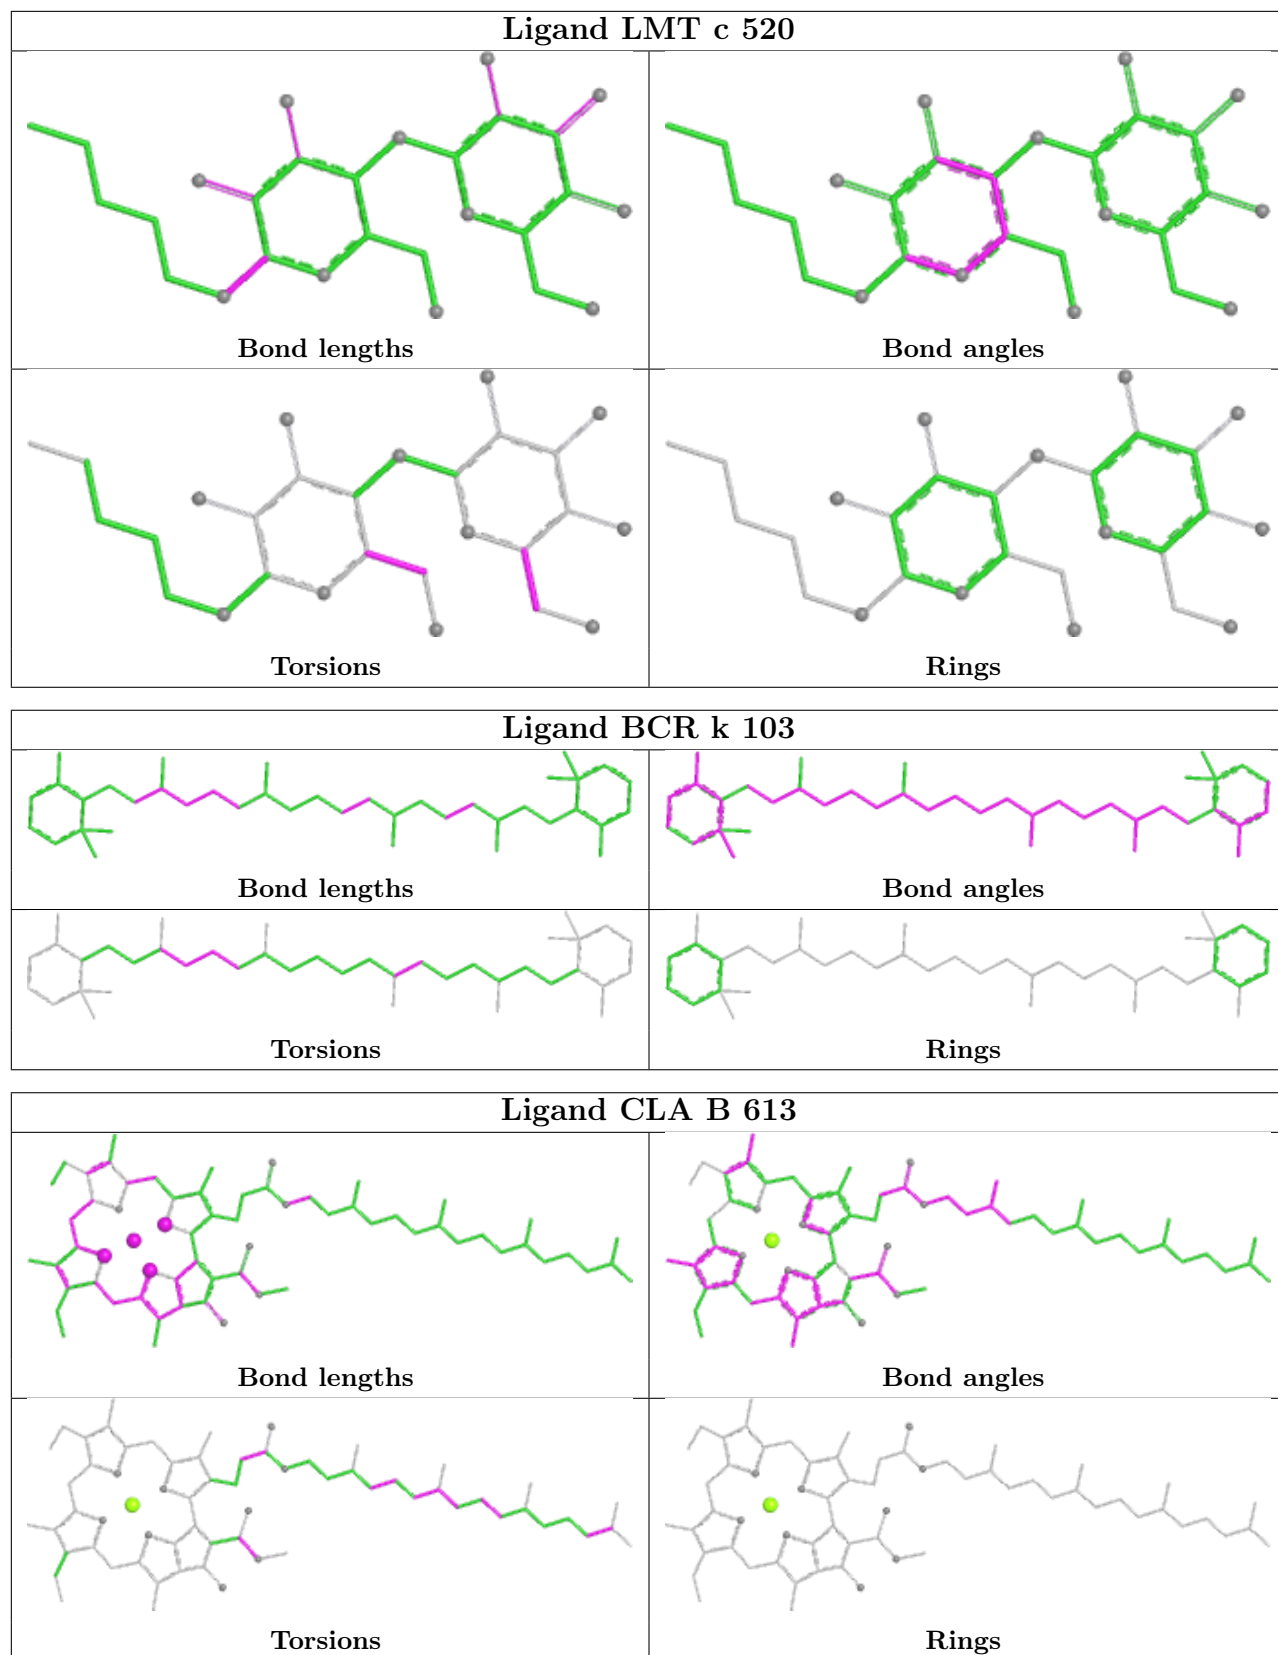 Ligand LMT c 520
Bond lengths
Bond angles
Torsions
Rings
Ligand BCR k 103
Bond lengths
Bond angles
Torsions
Rings
Ligand CLA B 613
Bond lengths
Bond angles
Torsions
Rings